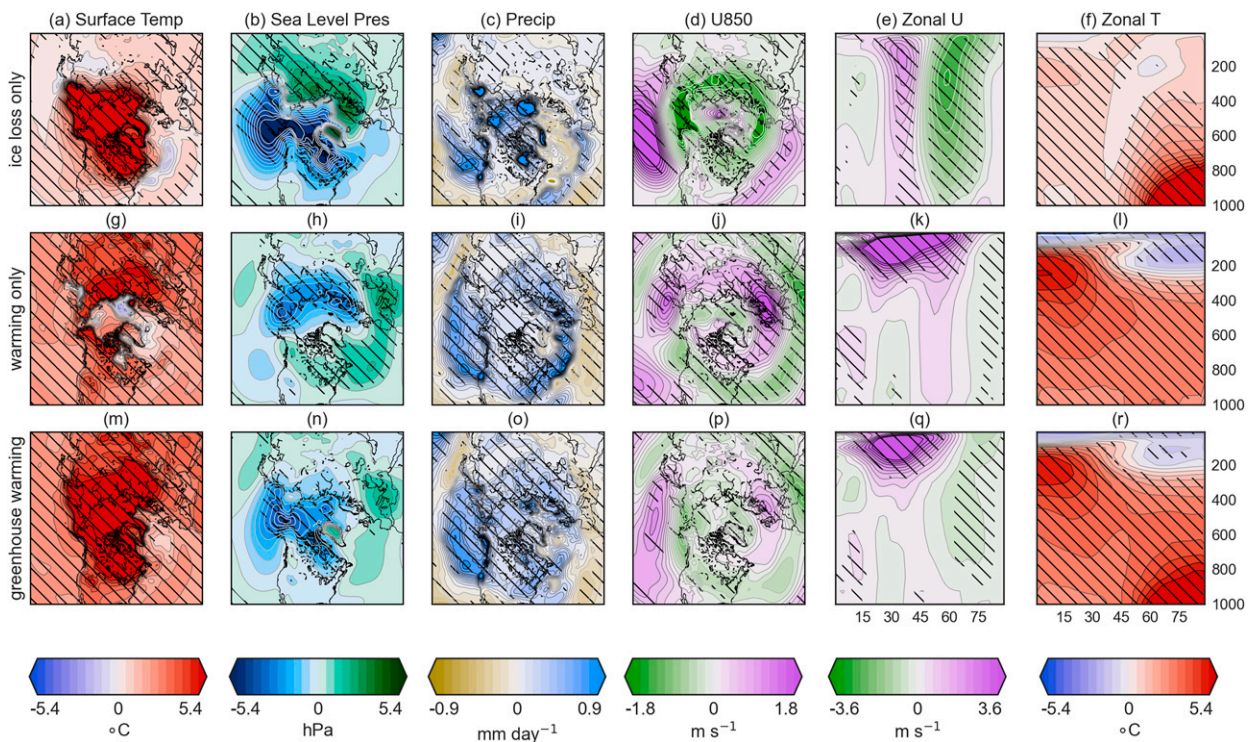 (a) Surface Temp (b) Sea Level Pres (c) Precip (d) U850 (e) Zonal U (f) Zonal T
ice loss only
200
400
600
800
1000
(g) (h) (i) (j) (k) (l)
warming only
200
400
600
800
1000
(m) (n) (o) (p) (q) (r)
greenhouse warming
200
400
600
800
1000
15 30 45 60 75 15 30 45 60 75
-5.4 0 5.4 -5.4 0 5.4 -0.9 0 0.9 -1.8 0 1.8 -3.6 0 3.6 -5.4 0 5.4
∘C hPa mm day⁻¹ m s⁻¹ m s⁻¹ ∘C